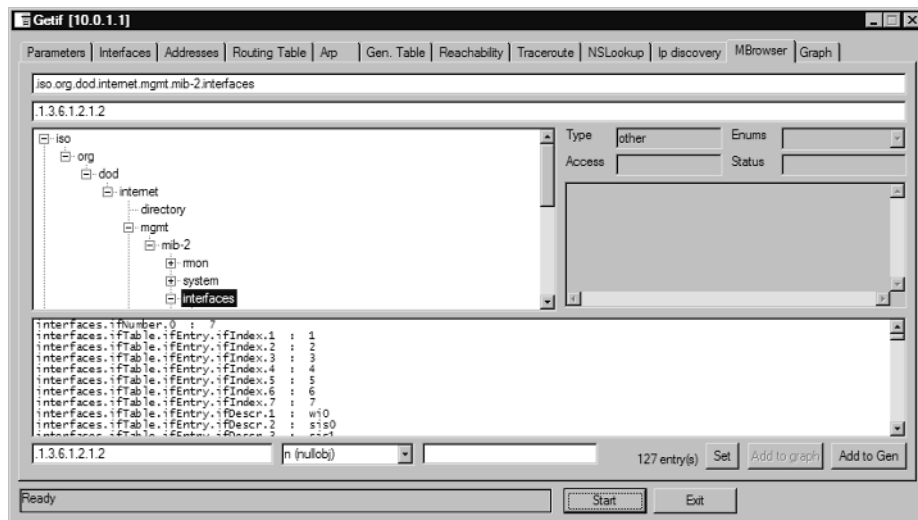 Getif [10.0.1.1]
Parameters Interfaces Addresses Routing Table Arp Gen. Table Reachability Traceroute NSLookup Ip discovery MBrowser Graph
.iso.org.dod.internet.mgmt.mib-2.interfaces
.1.3.6.1.2.1.2
iso
org
dod
internet
directory
mgmt
mib-2
rmon
system
interfaces
Type other Enums
Access Status
interfaces.ifNumber.0 : 7
interfaces.ifTable.ifEntry.ifIndex.1 : 1
interfaces.ifTable.ifEntry.ifIndex.2 : 2
interfaces.ifTable.ifEntry.ifIndex.3 : 3
interfaces.ifTable.ifEntry.ifIndex.4 : 4
interfaces.ifTable.ifEntry.ifIndex.5 : 5
interfaces.ifTable.ifEntry.ifIndex.6 : 6
interfaces.ifTable.ifEntry.ifIndex.7 : 7
interfaces.ifTable.ifEntry.ifDescr.1 : wi0
interfaces.ifTable.ifEntry.ifDescr.2 : sis0
interfaces.ifTable.ifEntry.ifDescr.3 : sis1
.1.3.6.1.2.1.2 n (nullobj) 127 entry(s) Set Add to graph Add to Gen
Ready Start Exit